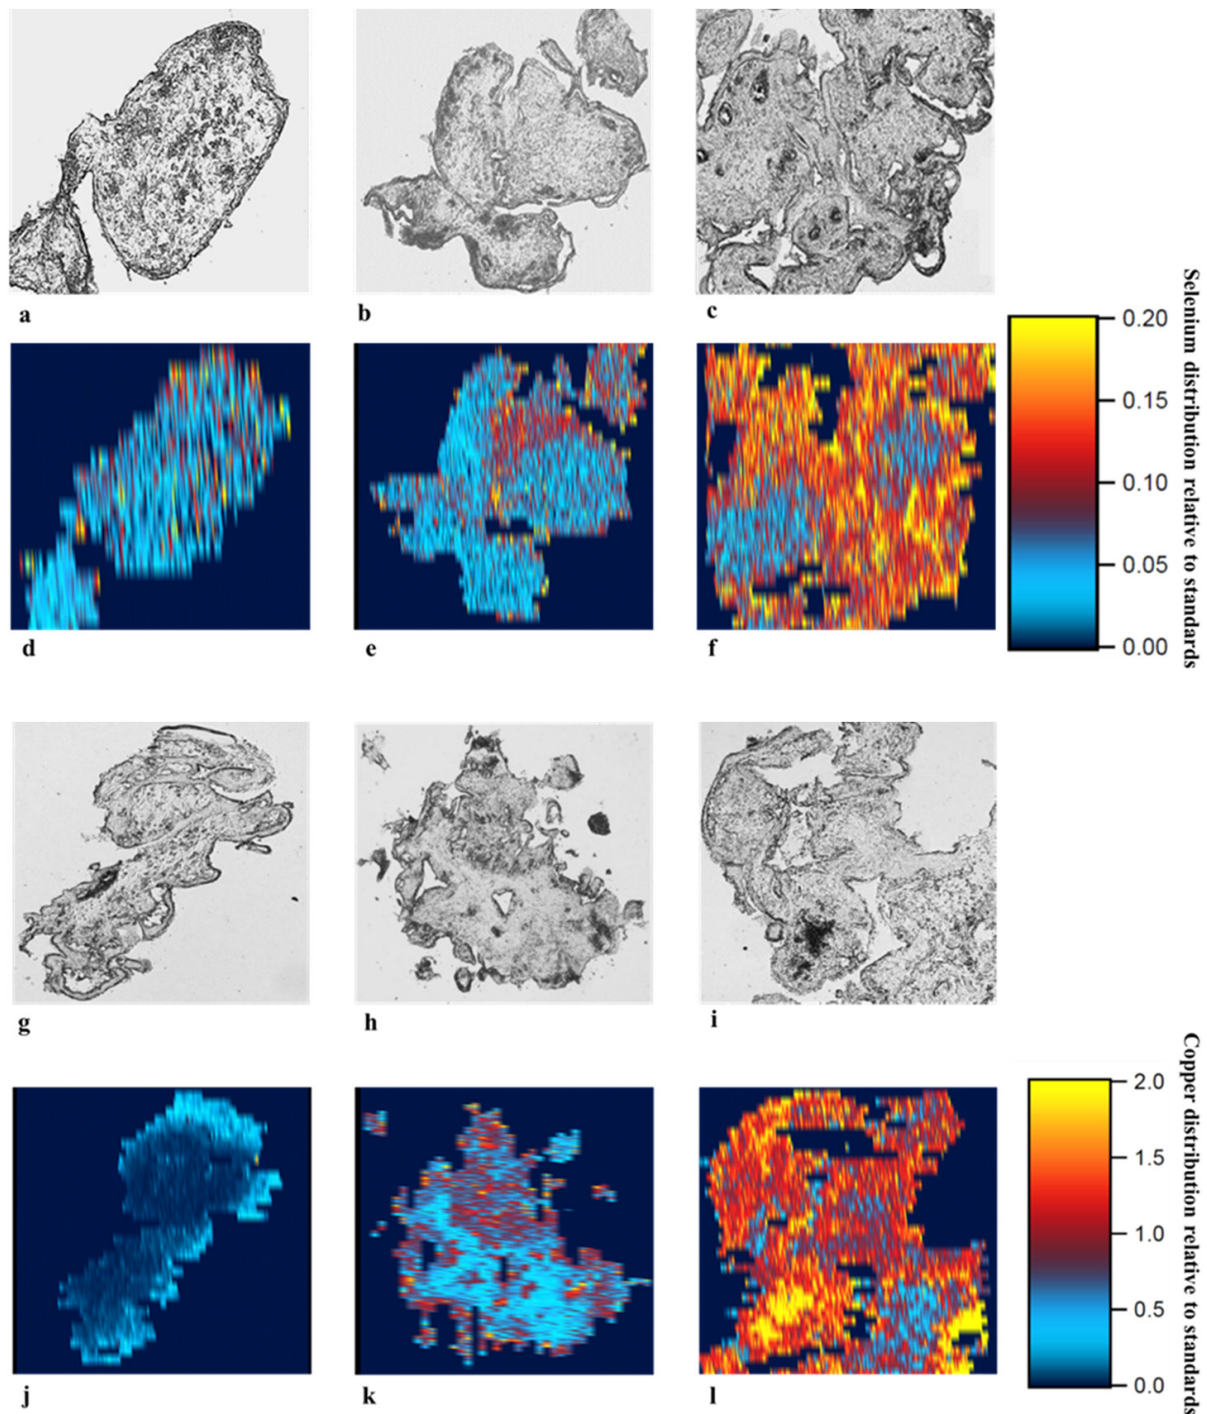 a
b
c
0.20
0.15
0.10
0.05
0.00
Selenium distribution relative to standards
d
e
f
g
h
i
2.0
1.5
1.0
0.5
0.0
Copper distribution relative to standards
j
k
l